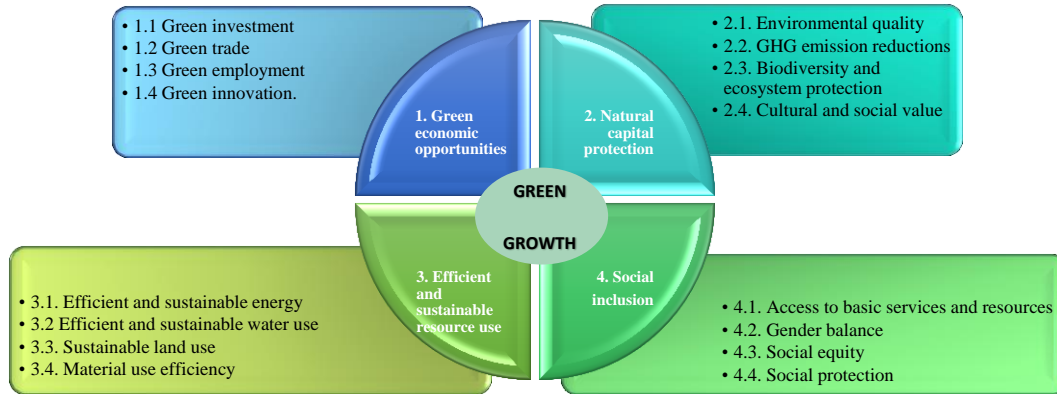 • 1.1 Green investment
• 1.2 Green trade
• 1.3 Green employment
• 1.4 Green innovation.
• 2.1. Environmental quality
• 2.2. GHG emission reductions
• 2.3. Biodiversity and
ecosystem protection
• 2.4. Cultural and social value
1. Green
economic
opportunities
2. Natural
capital
protection
GREEN
GROWTH
3. Efficient
and
sustainable
resource use
4. Social
inclusion
• 3.1. Efficient and sustainable energy
• 3.2 Efficient and sustainable water use
• 3.3. Sustainable land use
• 3.4. Material use efficiency
• 4.1. Access to basic services and resources
• 4.2. Gender balance
• 4.3. Social equity
• 4.4. Social protection